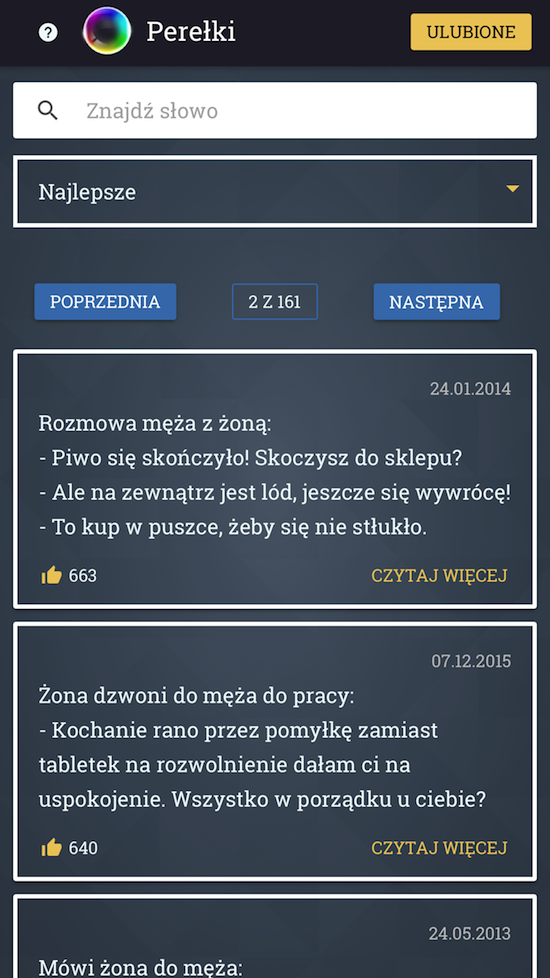 Perełki
ULUBIONE
Znajdź słowo
Najlepsze
POPRZEDNIA
2 Z 161
NASTĘPNA
24.01.2014
Rozmowa męża z żoną:
- Piwo się skończyło! Skoczysz do sklepu?
- Ale na zewnątrz jest lód, jeszcze się wywrócę!
- To kup w puszce, żeby się nie stłukło.
663
CZYTAJ WIĘCEJ
07.12.2015
Żona dzwoni do męża do pracy:
- Kochanie rano przez pomyłkę zamiast
tabletek na rozwolnienie dałam ci na
uspokojenie. Wszystko w porządku u ciebie?
640
CZYTAJ WIĘCEJ
24.05.2013
Mówi żona do męża: